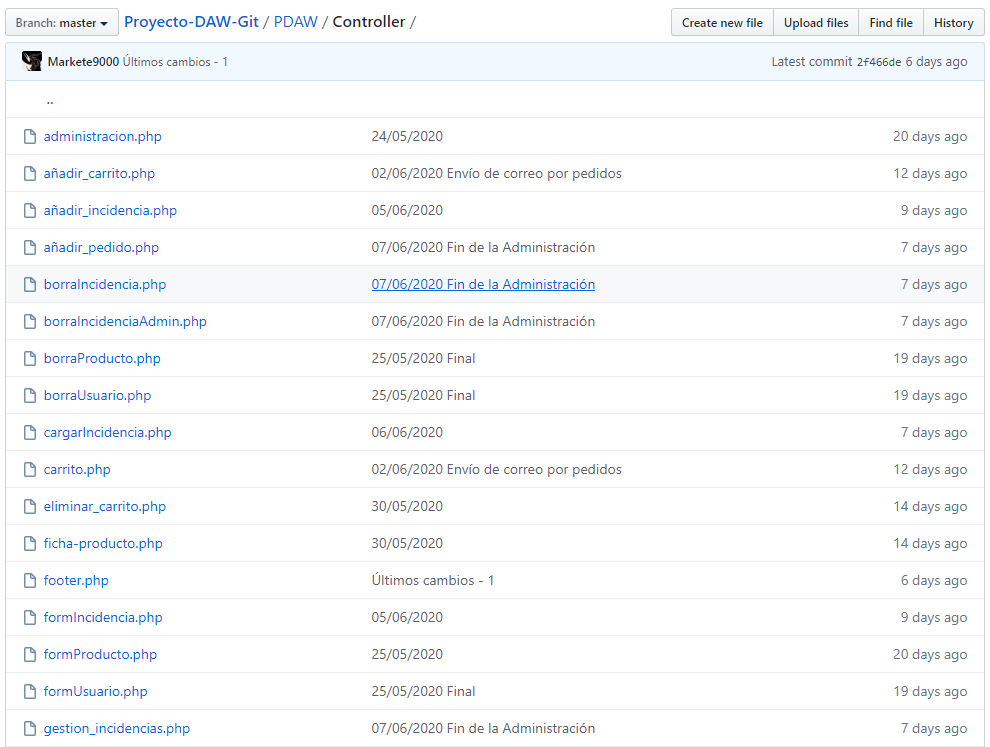 Branch: master Proyecto-DAW-Git / PDAW / Controller / Create new file Upload files Find file History
Markete9000 Últimos cambios - 1 Latest commit 2f466de 6 days ago
..
administracion.php 24/05/2020 20 days ago
añadir_carrito.php 02/06/2020 Envío de correo por pedidos 12 days ago
añadir_incidencia.php 05/06/2020 9 days ago
añadir_pedido.php 07/06/2020 Fin de la Administración 7 days ago
borraIncidencia.php 07/06/2020 Fin de la Administración 7 days ago
borraIncidenciaAdmin.php 07/06/2020 Fin de la Administración 7 days ago
borraProducto.php 25/05/2020 Final 19 days ago
borraUsuario.php 25/05/2020 Final 19 days ago
cargarIncidencia.php 06/06/2020 7 days ago
carrito.php 02/06/2020 Envío de correo por pedidos 12 days ago
eliminar_carrito.php 30/05/2020 14 days ago
ficha-producto.php 30/05/2020 14 days ago
footer.php Últimos cambios - 1 6 days ago
formIncidencia.php 05/06/2020 9 days ago
formProducto.php 25/05/2020 20 days ago
formUsuario.php 25/05/2020 Final 19 days ago
gestion_incidencias.php 07/06/2020 Fin de la Administración 7 days ago